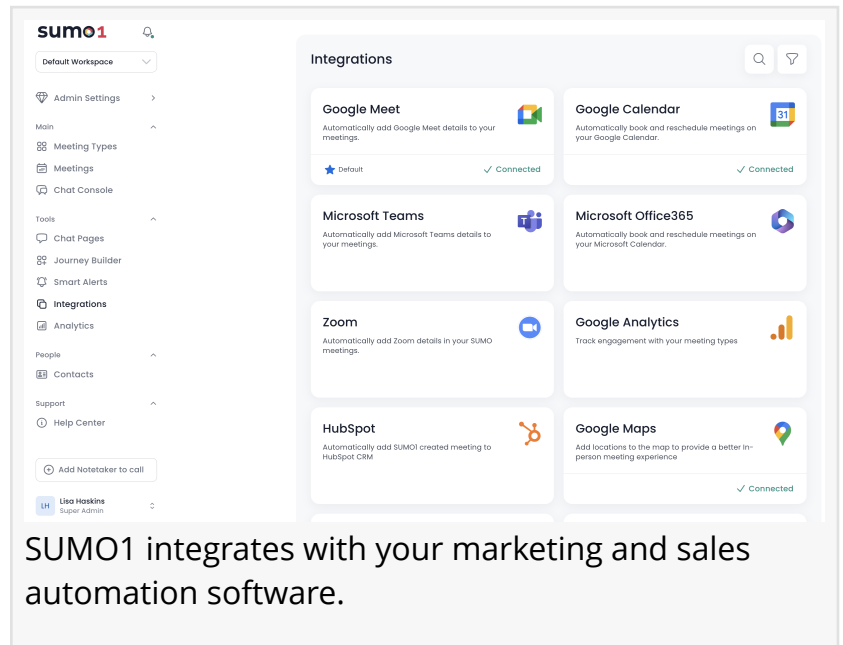 sumo1
Default Workspace
Admin Settings
Main
Meeting Types
Meetings
Chat Console
Tools
Chat Pages
Journey Builder
Smart Alerts
Integrations
Analytics
People
Contacts
Support
Help Center
Add Notetaker to call
LH
Lisa Haskins
Super Admin
Integrations
Google Meet
Automatically add Google Meet details to your
meetings.
Default
Connected
Google Calendar
Automatically book and reschedule meetings on
your Google Calendar.
31
Connected
Microsoft Teams
Automatically add Microsoft Teams details to
your meetings.
T
Microsoft Office365
Automatically book and reschedule meetings on
your Microsoft Calendar.
Zoom
Automatically add Zoom details in your SUMO
meetings.
Google Analytics
Track engagement with your meeting types
HubSpot
Automatically add SUMO1 created meeting to
HubSpot CRM
Google Maps
Add locations to the map to provide a better In-
person meeting experience
Connected
SUMO1 integrates with your marketing and sales
automation software.